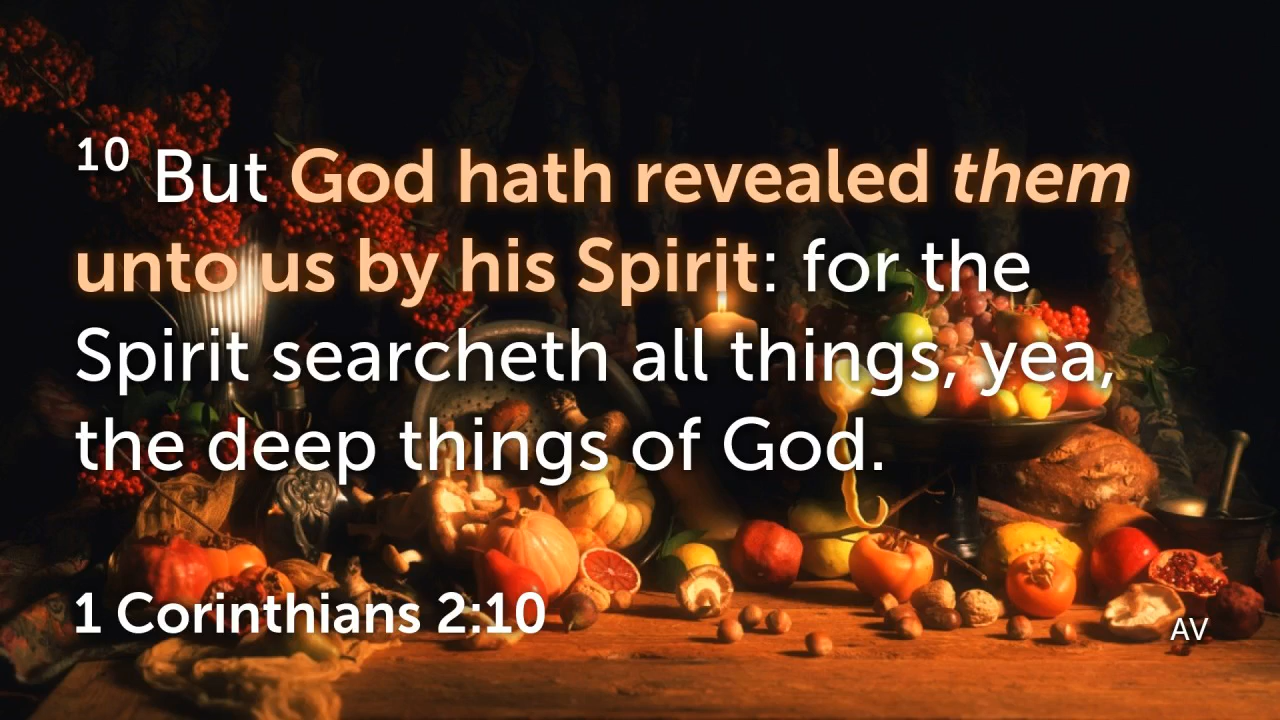 10 But God hath revealed them
unto us by his Spirit: for the
Spirit searcheth all things, yea,
the deep things of God.
1 Corinthians 2:10
AV